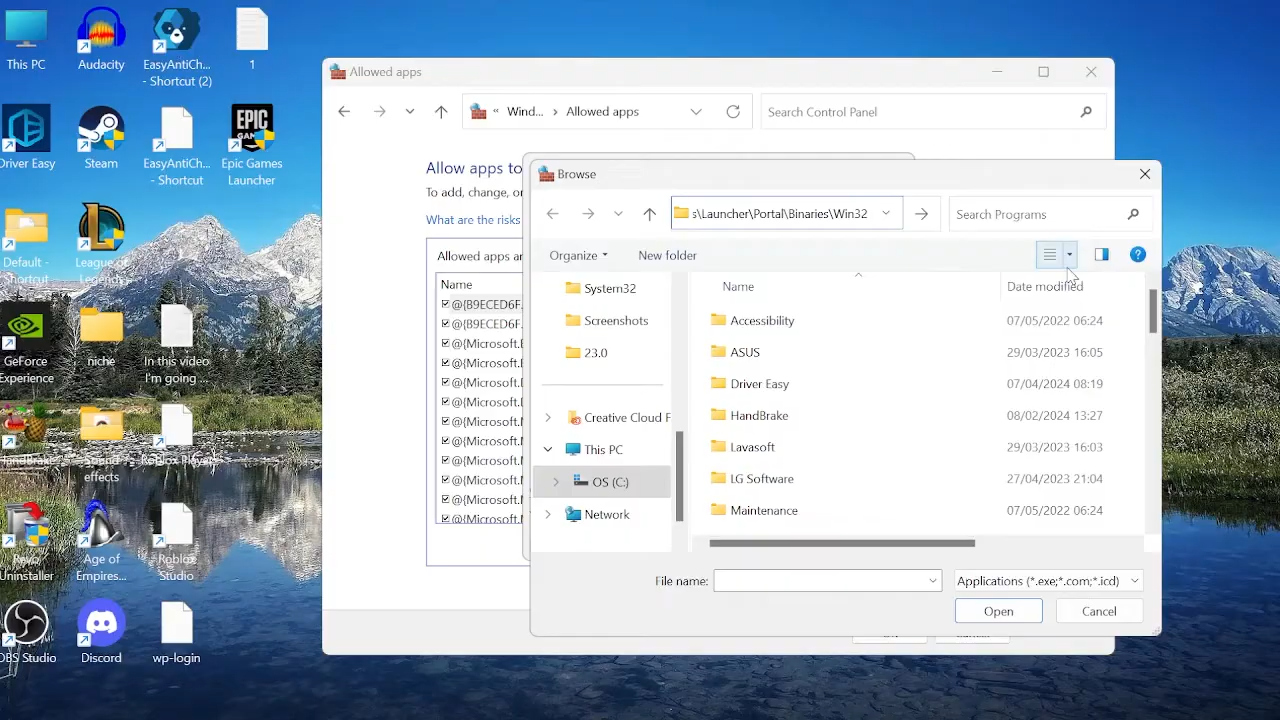 This PC
Audacity
EasyAntiCh...
- Shortcut (2)
1
Driver Easy
Steam
EasyAntiCh...
- Shortcut
EPIC
GAMES
Epic Games
Launcher
Default -
Shortcut
League of
Legends
GeForce
Experience
niche
In this video
I'm going ...
HandBrake
sound
effects
Roblox Player
Revo
Uninstaller
Age of
Empires...
Roblox
Studio
OBS Studio
Discord
wp-login
Allowed apps
« Wind... > Allowed apps
Search Control Panel
Allow apps to
To add, change, o
What are the risks
Allowed apps an
Name
@{B9ECED6F.
@{B9ECED6F.
@{Microsoft.
@{Microsoft.
@{Microsoft.
@{Microsoft.
@{Microsoft.
@{Microsoft.
@{Microsoft.
@{Microsoft.
@{Microsoft.
@{Microsoft.
Browse
s\Launcher\Portal\Binaries\Win32
Search Programs
Organize
New folder
System32
Screenshots
23.0
Creative Cloud F
This PC
OS (C:)
Network
Name
Date modified
Accessibility
07/05/2022 06:24
ASUS
29/03/2023 16:05
Driver Easy
07/04/2024 08:19
HandBrake
08/02/2024 13:27
Lavasoft
29/03/2023 16:03
LG Software
27/04/2023 21:04
Maintenance
07/05/2022 06:24
File name:
Applications (*.exe;*.com;*.icd)
Open
Cancel